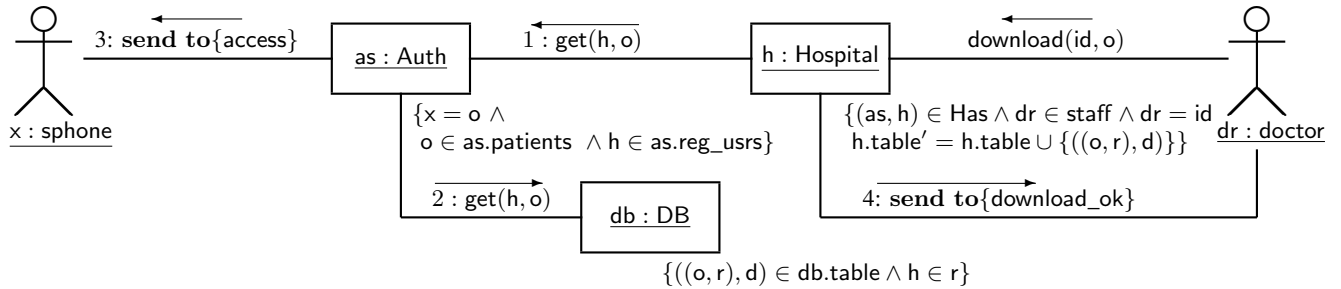 3: send to{access}
1 : get(h, o)
download(id, o)
as : Auth
h : Hospital
x : sphone
dr : doctor
{x = o ∧
o ∈ as.patients ∧ h ∈ as.reg_usrs}
{(as, h) ∈ Has ∧ dr ∈ staff ∧ dr = id
h.table′ = h.table ∪ {((o, r), d)}}
2 : get(h, o)
4: send to{download_ok}
db : DB
{((o, r), d) ∈ db.table ∧ h ∈ r}